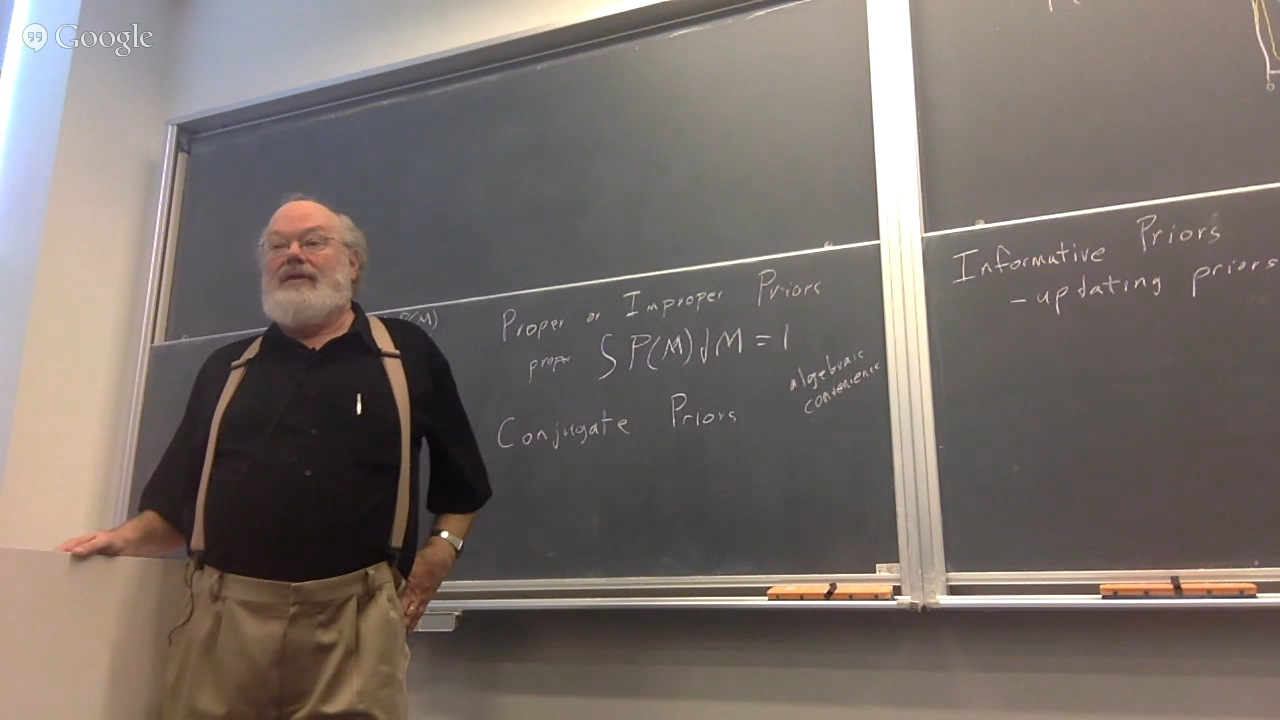 Google
P(M)
Proper or Improper Priors
proper ∫P(M)dM = 1
algebraic
convenience
Conjugate Priors
Informative Priors
- updating priors